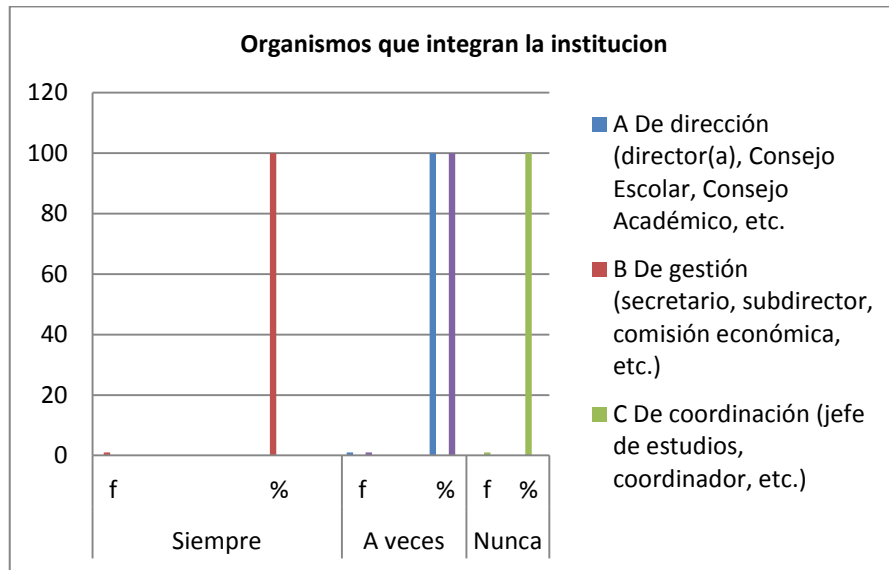 Organismos que integran la institucion
120
100
80
60
40
20
0
f
%
f
%
f
%
Siempre
A veces
Nunca
A De dirección
(director(a), Consejo
Escolar, Consejo
Académico, etc.
B De gestión
(secretario, subdirector,
comisión económica,
etc.)
C De coordinación (jefe
de estudios,
coordinador, etc.)